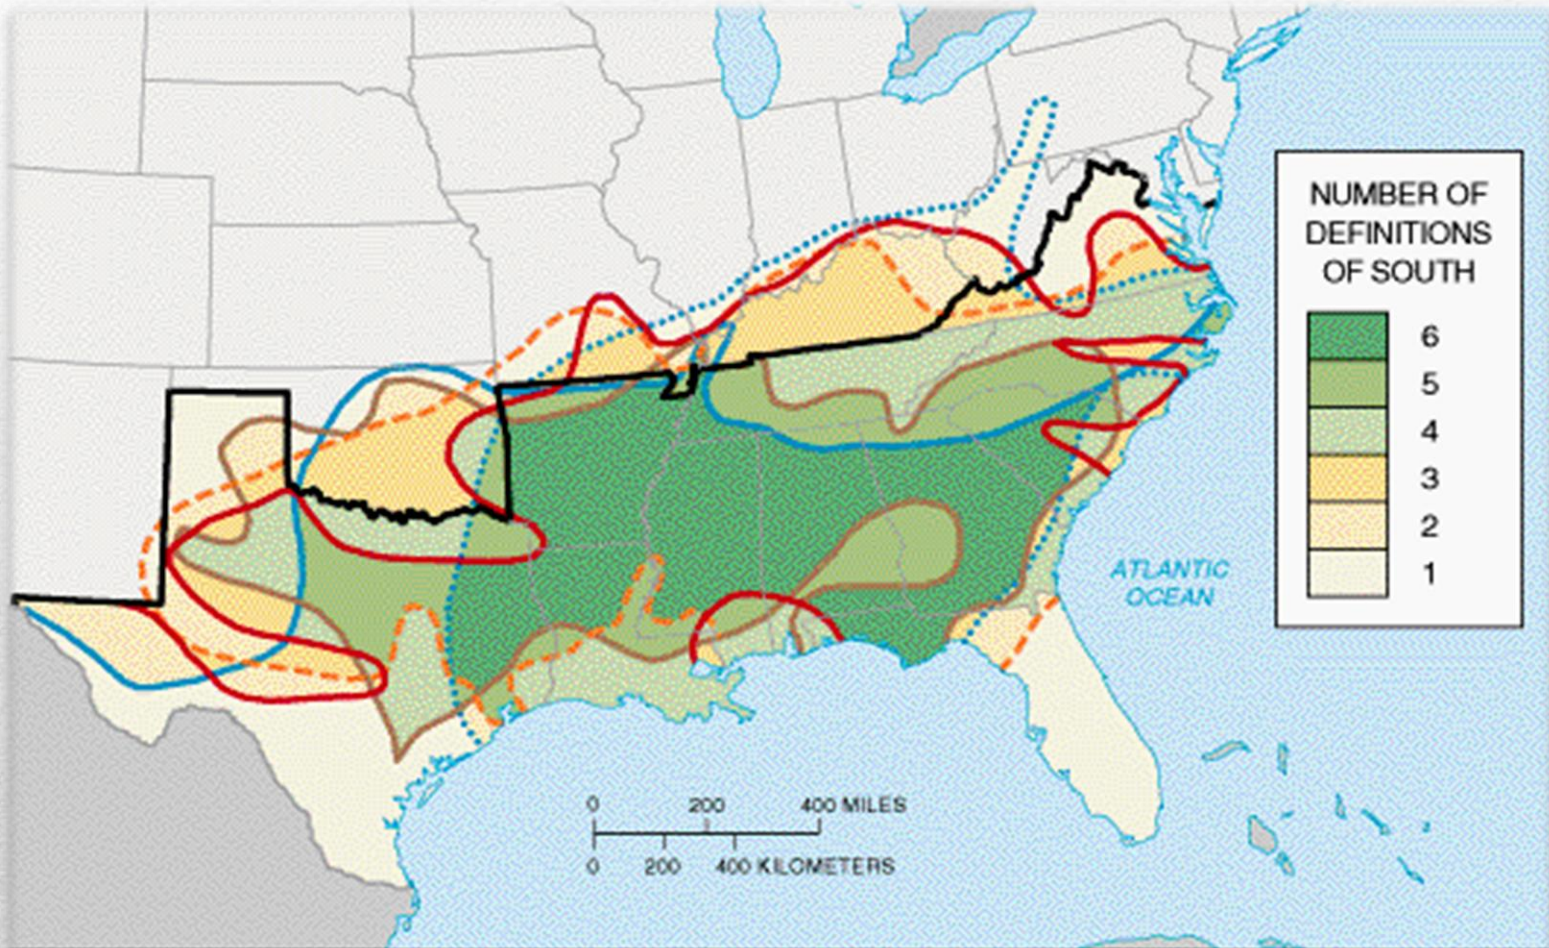 NUMBER OF
DEFINITIONS
OF SOUTH
6
5
4
3
2
1
ATLANTIC
OCEAN
0 200 400 MILES
0 200 400 KILOMETERS